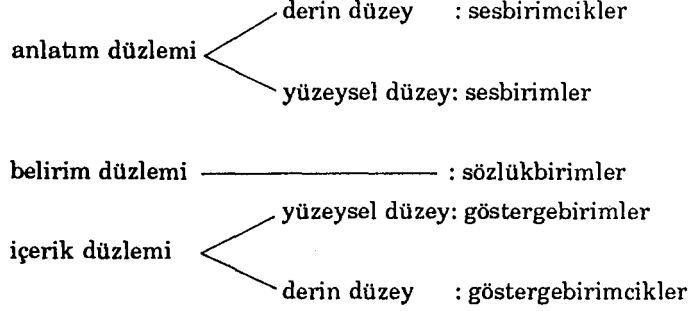 derin düzey : sesbirimcikler
anlatım düzlemi
yüzeysel düzey: sesbirimler
belirim düzlemi : sözlükbirimler
yüzeysel düzey: göstergebirimler
içerik düzlemi
derin düzey : göstergebirimcikler